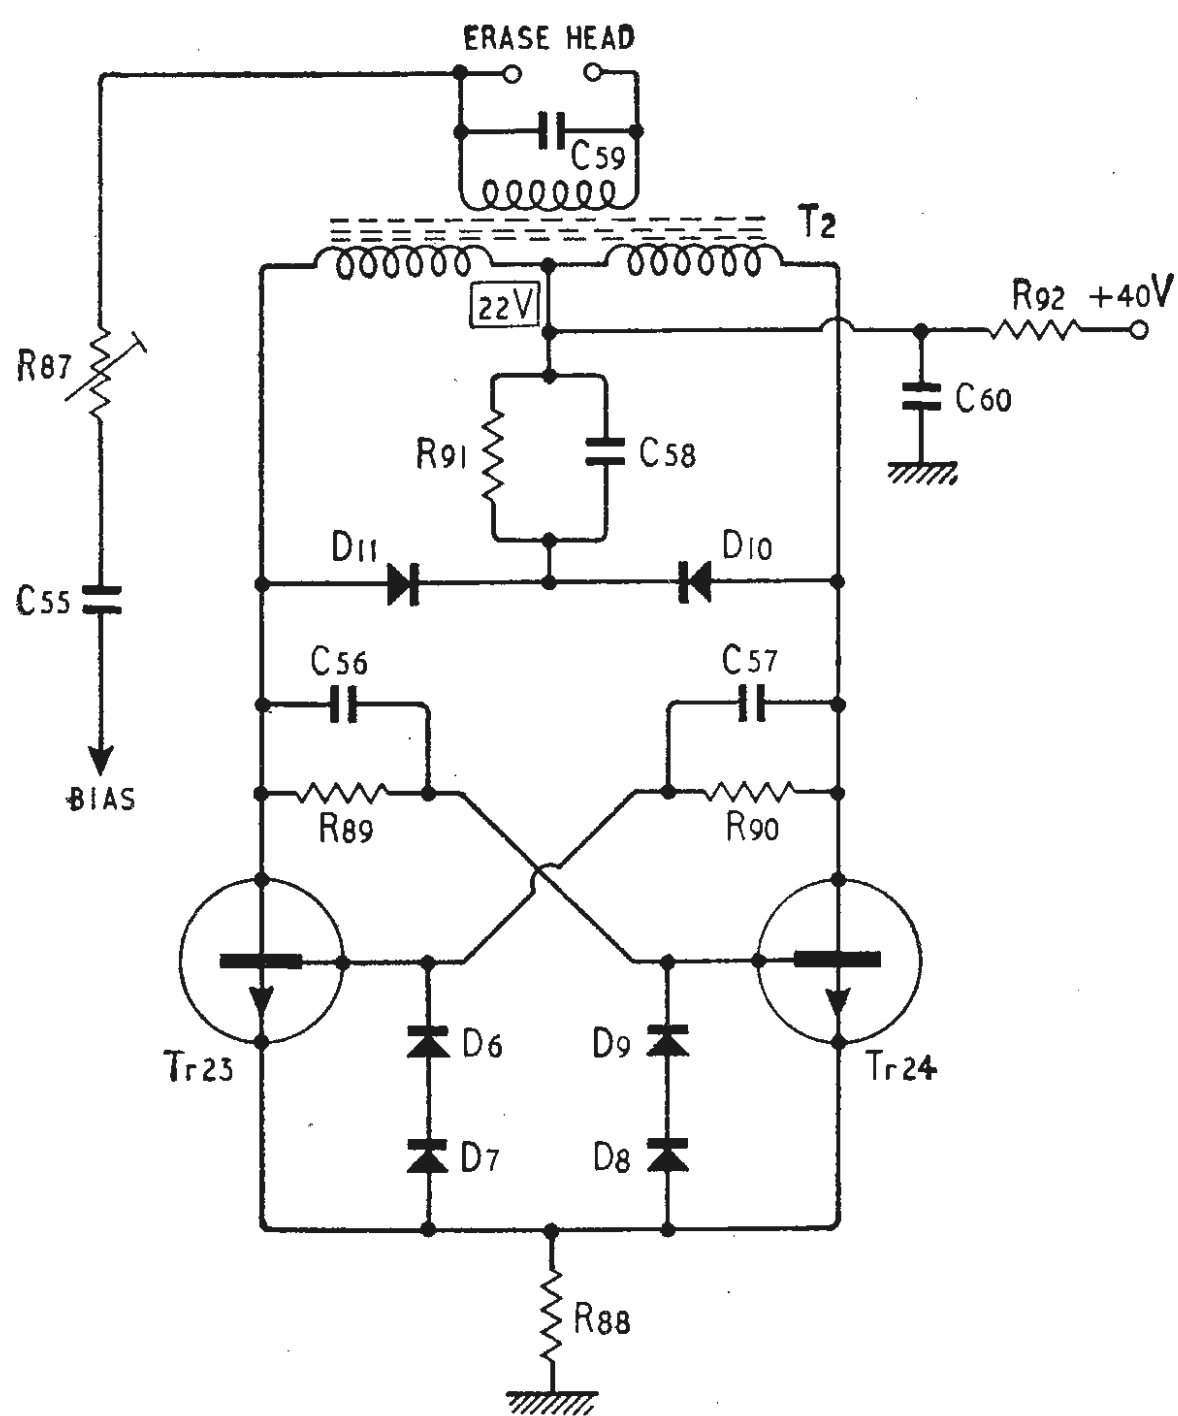 ERASE HEAD
C59
T2
22V
R92 +40V
R87
C60
R91
C58
D11
D10
C55
C56
C57
BIAS
R89
R90
Tr23
D6
D9
Tr24
D7
D8
R88